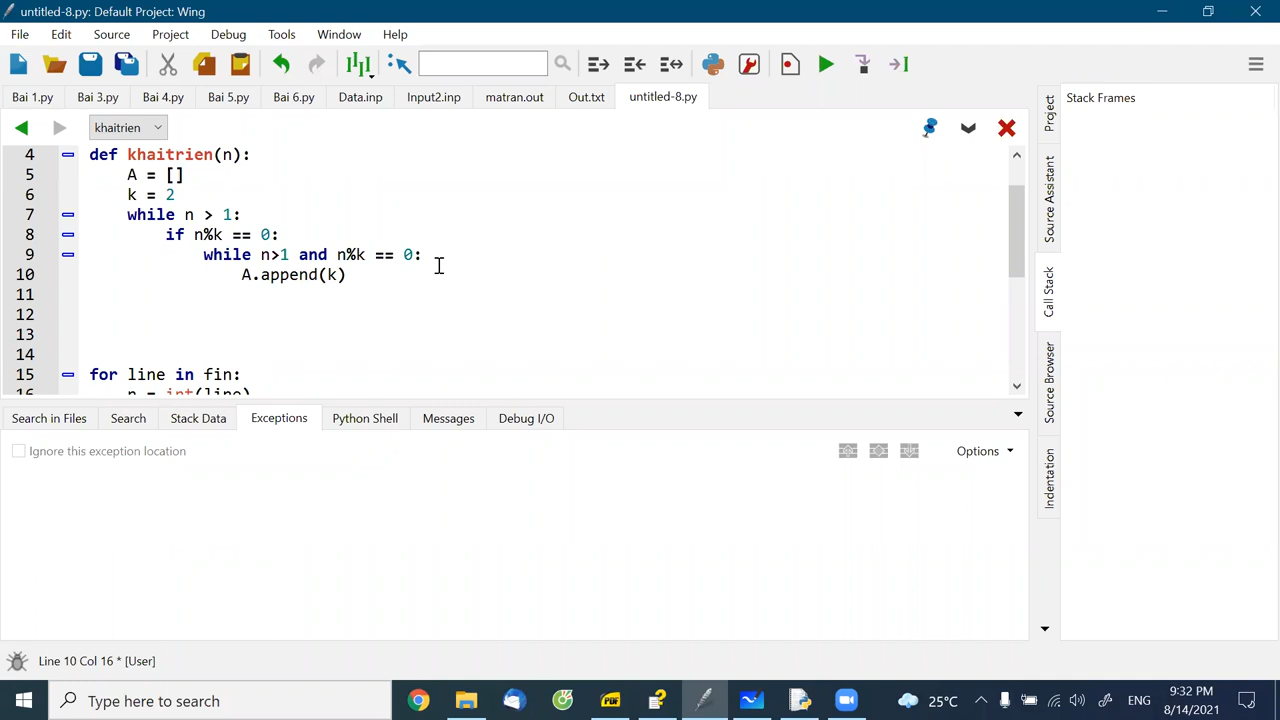 untitled-8.py: Default Project: Wing
File Edit Source Project Debug Tools Window Help
Bai 1.py Bai 3.py Bai 4.py Bai 5.py Bai 6.py Data.inp Input2.inp matran.out Out.txt untitled-8.py
khaitrien
4 def khaitrien(n):
5 A = []
6 k = 2
7 while n > 1:
8 if n%k == 0:
9 while n>1 and n%k == 0:
10 A.append(k)
11
12
13
14
15 for line in fin:
16 n = int(line)
Search in Files Search Stack Data Exceptions Python Shell Messages Debug I/O
Ignore this exception location
Options
Project
Source Assistant
Call Stack
Source Browser
Indentation
Stack Frames
Line 10 Col 16 * [User]
Type here to search
PDF
25°C
ENG
9:32 PM
8/14/2021